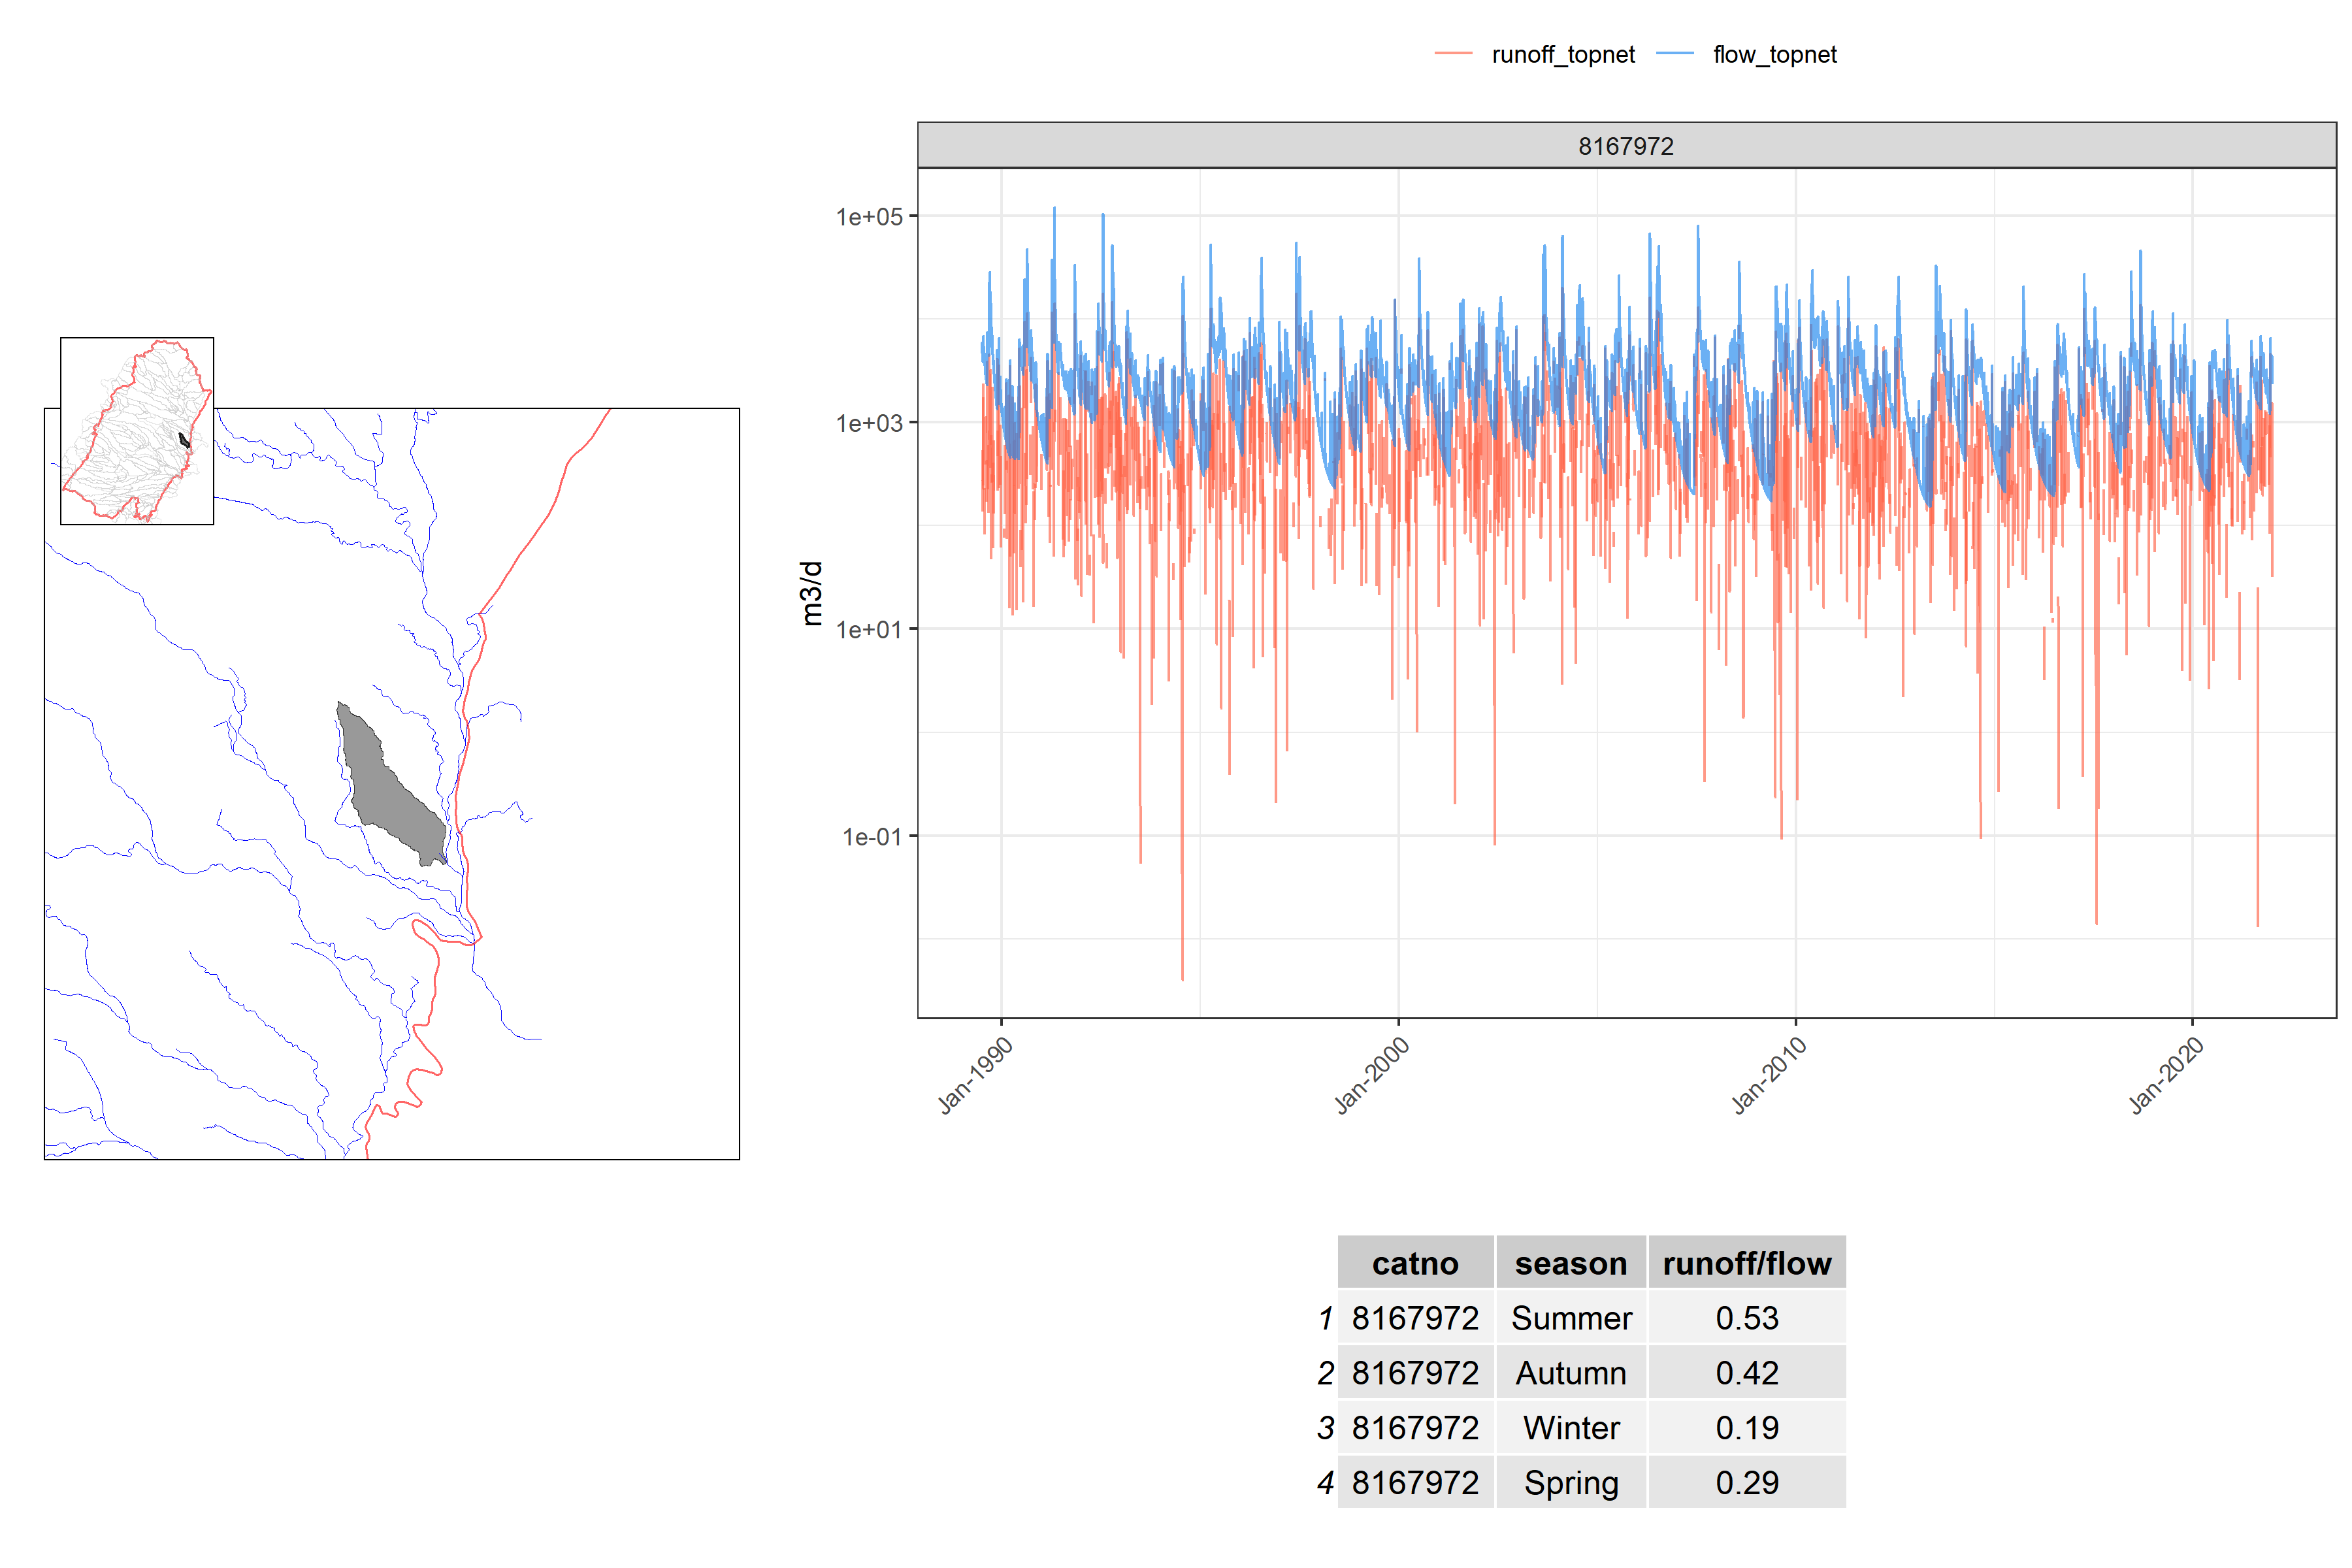 runoff_topnet flow_topnet
8167972
1e+05
1e+03
1e+01
1e-01
m3/d
Jan-1990 Jan-2000 Jan-2010 Jan-2020
catno season runoff/flow
1 8167972 Summer 0.53
2 8167972 Autumn 0.42
3 8167972 Winter 0.19
4 8167972 Spring 0.29